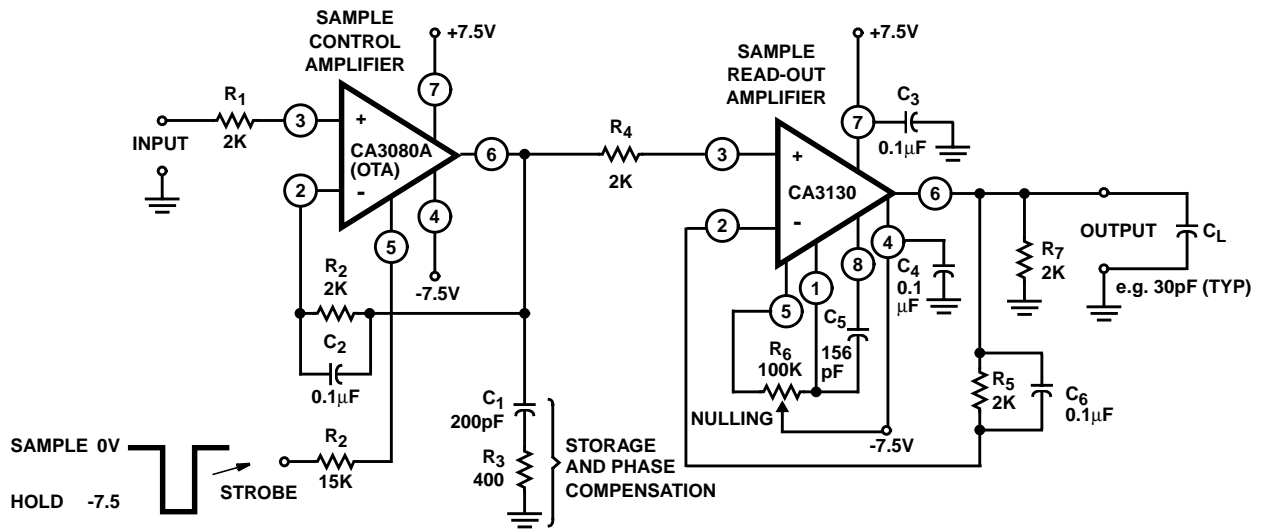 SAMPLE
CONTROL
AMPLIFIER
+7.5V
7
R1
2K
INPUT
3
+
CA3080A
(OTA)
-
2
6
4
5
-7.5V
R2
2K
C2
0.1μF
SAMPLE 0V
HOLD -7.5
STROBE
R2
15K
C1
200pF
R3
400
STORAGE
AND PHASE
COMPENSATION
R4
2K
SAMPLE
READ-OUT
AMPLIFIER
+7.5V
7
C3
0.1μF
3
+
CA3130
-
2
6
4
8
1
5
C4
0.1
μF
C5
156
pF
R6
100K
NULLING
-7.5V
R7
2K
OUTPUT
CL
e.g. 30pF (TYP)
R5
2K
C6
0.1μF